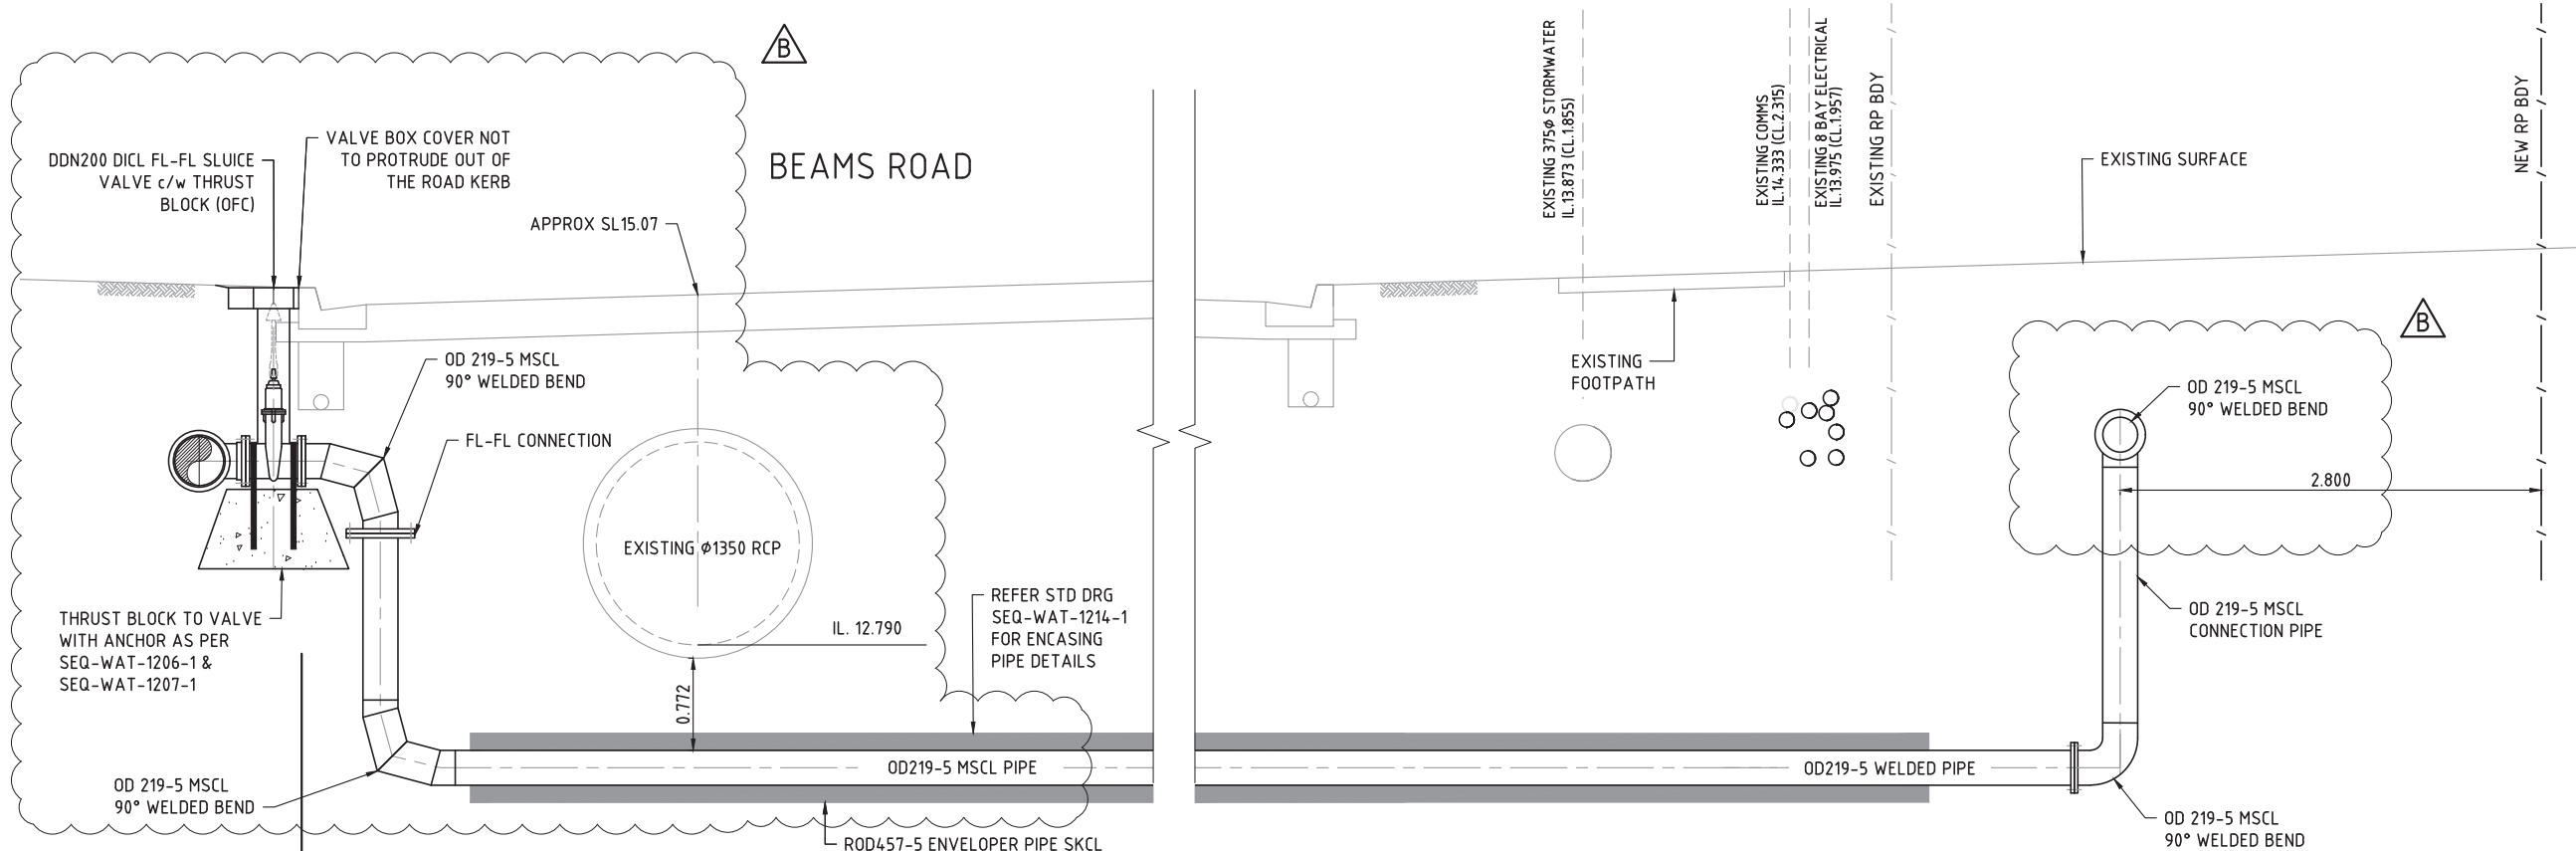 B
BEAMS ROAD
DDN200 DICL FL-FL SLUICE
VALVE c/w THRUST
BLOCK (OFC)
VALVE BOX COVER NOT
TO PROTRUDE OUT OF
THE ROAD KERB
APPROX SL15.07
OD 219-5 MSCL
90° WELDED BEND
FL-FL CONNECTION
EXISTING ϕ1350 RCP
IL. 12.790
0.772
THRUST BLOCK TO VALVE
WITH ANCHOR AS PER
SEQ-WAT-1206-1 &
SEQ-WAT-1207-1
REFER STD DRG
SEQ-WAT-1214-1
FOR ENCASING
PIPE DETAILS
OD 219-5 MSCL
90° WELDED BEND
OD219-5 MSCL PIPE
ROD457-5 ENVELOPER PIPE SKCL
EXISTING 375ϕ STORMWATER
IL.13.873 (CL.1.855)
EXISTING COMMS
IL.14.333 (CL.2.315)
EXISTING 8 BAY ELECTRICAL
IL.13.975 (CL.1.957)
EXISTING RP BDY
EXISTING SURFACE
NEW RP BDY
EXISTING
FOOTPATH
B
OD 219-5 MSCL
90° WELDED BEND
2.800
OD 219-5 MSCL
CONNECTION PIPE
OD219-5 WELDED PIPE
OD 219-5 MSCL
90° WELDED BEND